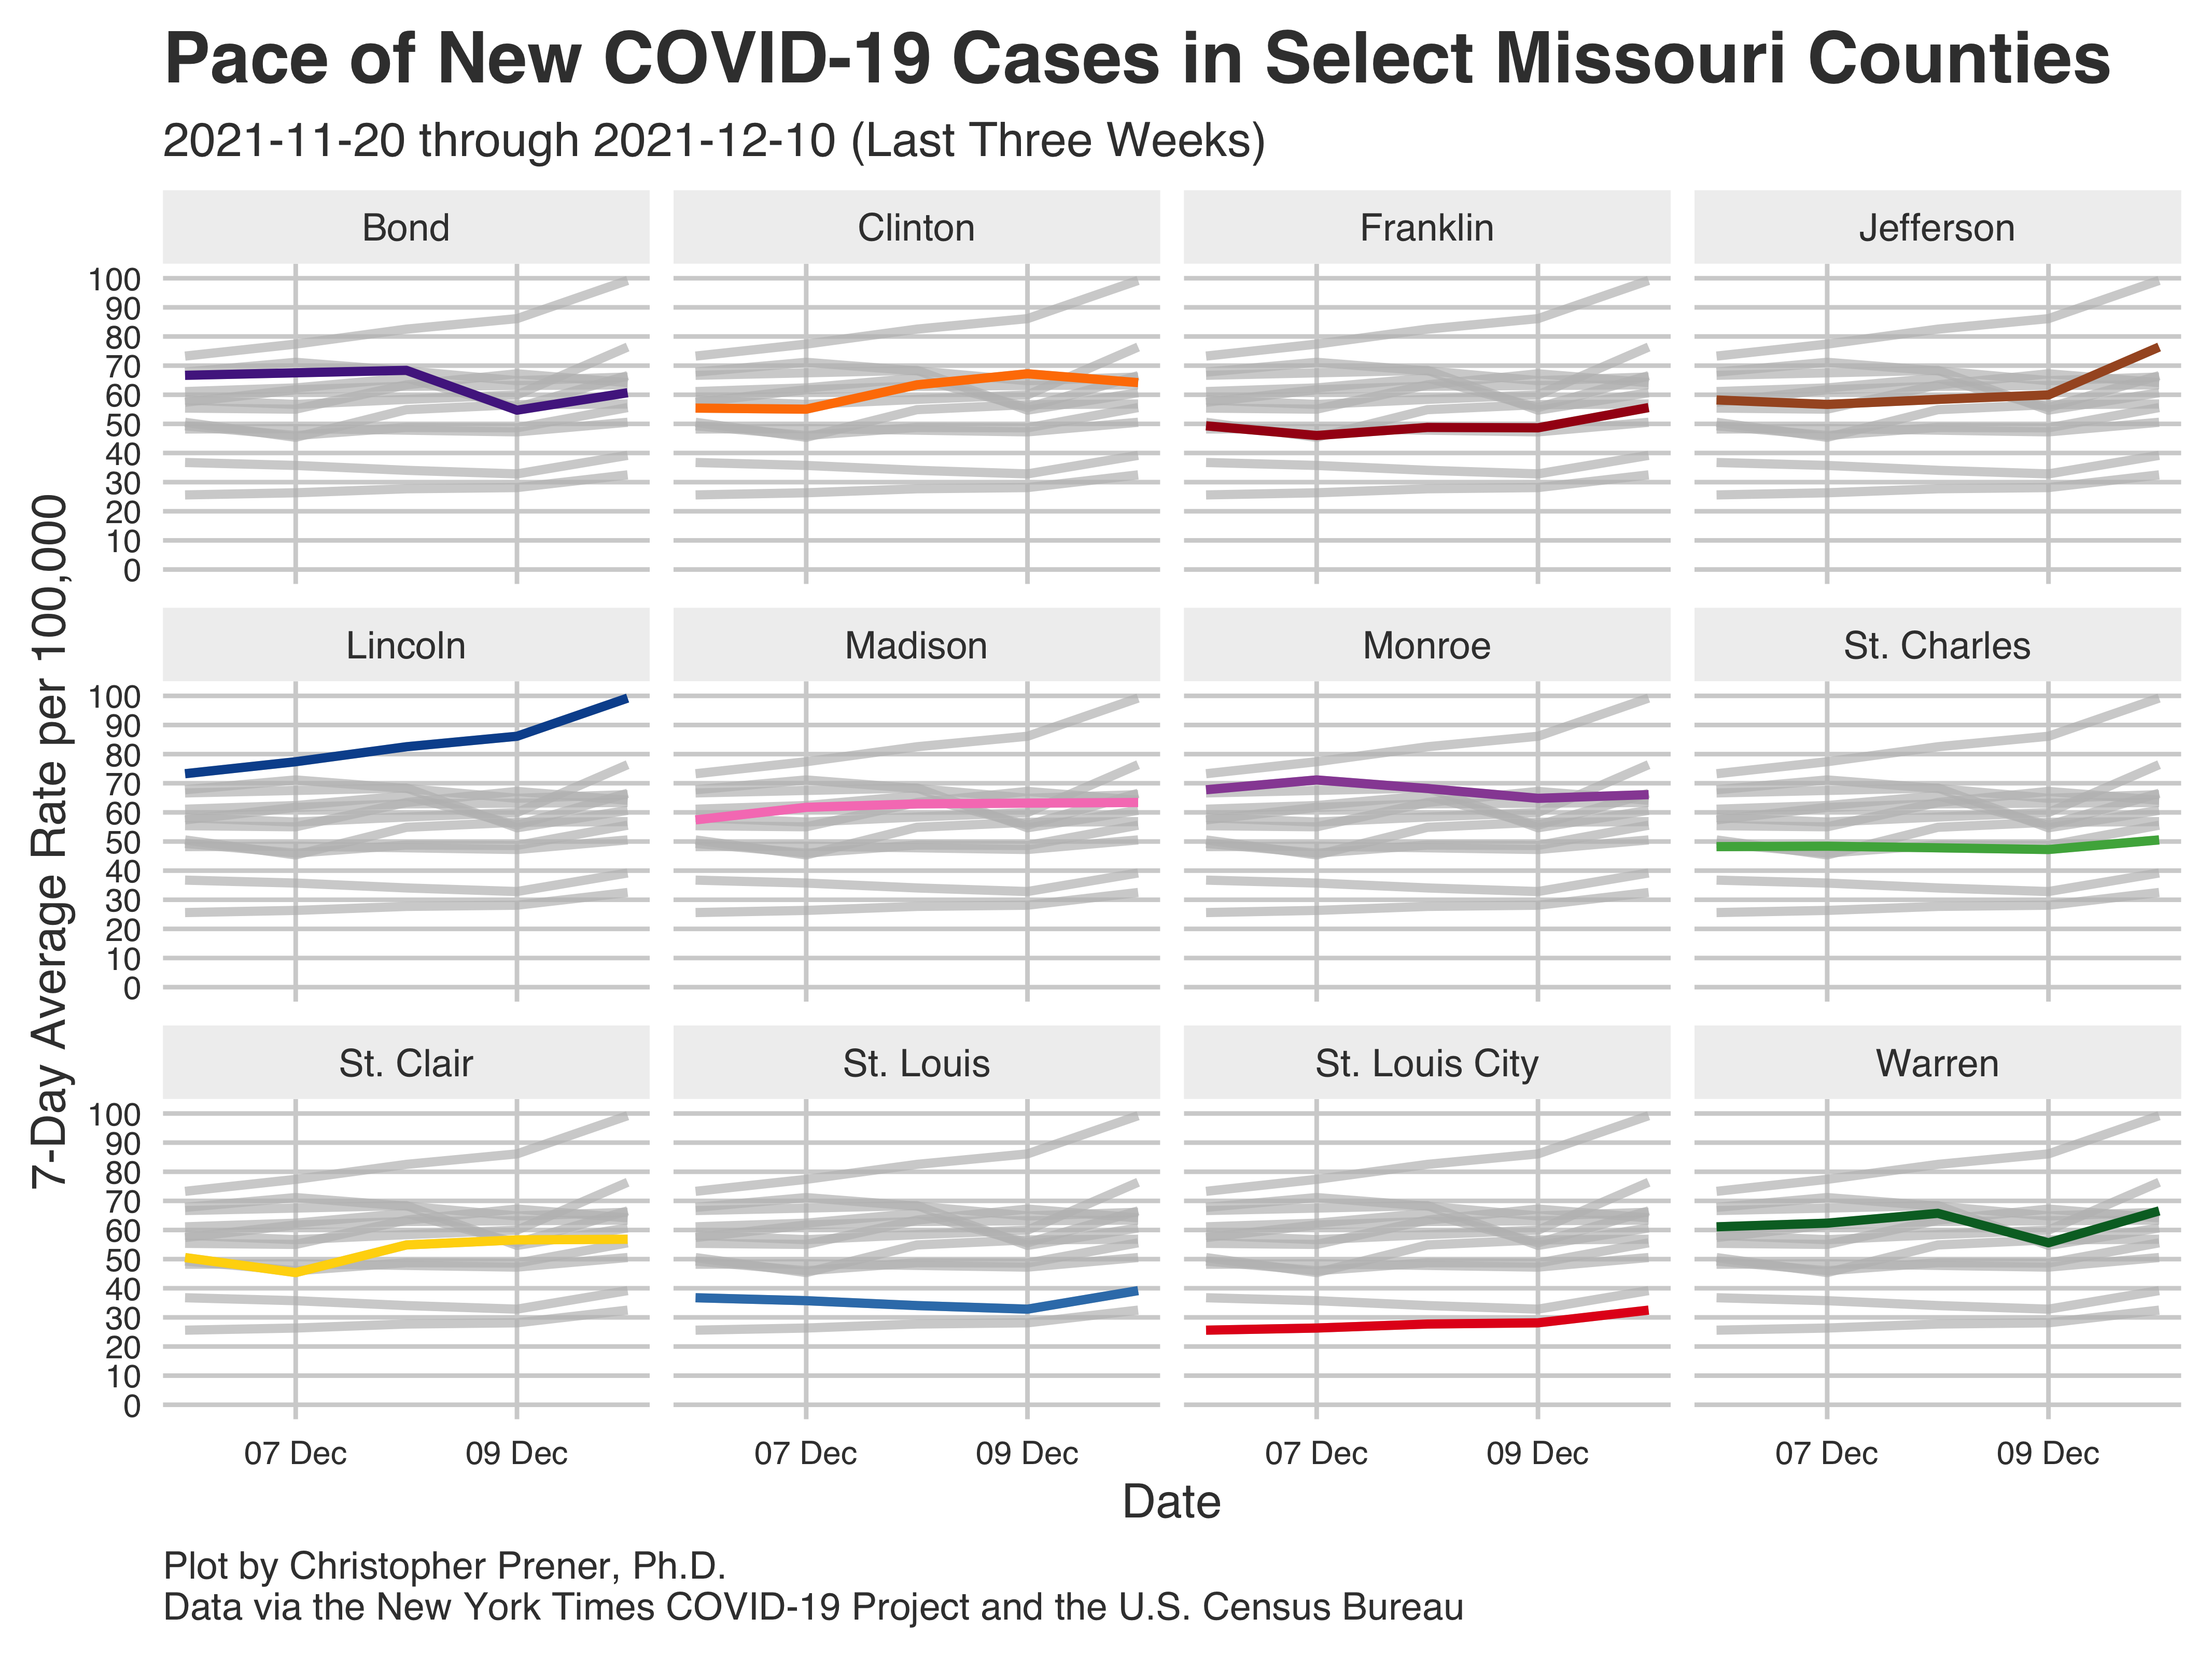 Pace of New COVID-19 Cases in Select Missouri Counties
2021-11-20 through 2021-12-10 (Last Three Weeks)
7-Day Average Rate per 100,000
Bond
Clinton
Franklin
Jefferson
100
90
80
70
60
50
40
30
20
10
0
Lincoln
Madison
Monroe
St. Charles
100
90
80
70
60
50
40
30
20
10
0
St. Clair
St. Louis
St. Louis City
Warren
100
90
80
70
60
50
40
30
20
10
0
07 Dec
09 Dec
07 Dec
09 Dec
07 Dec
09 Dec
07 Dec
09 Dec
Date
Plot by Christopher Prener, Ph.D.
Data via the New York Times COVID-19 Project and the U.S. Census Bureau